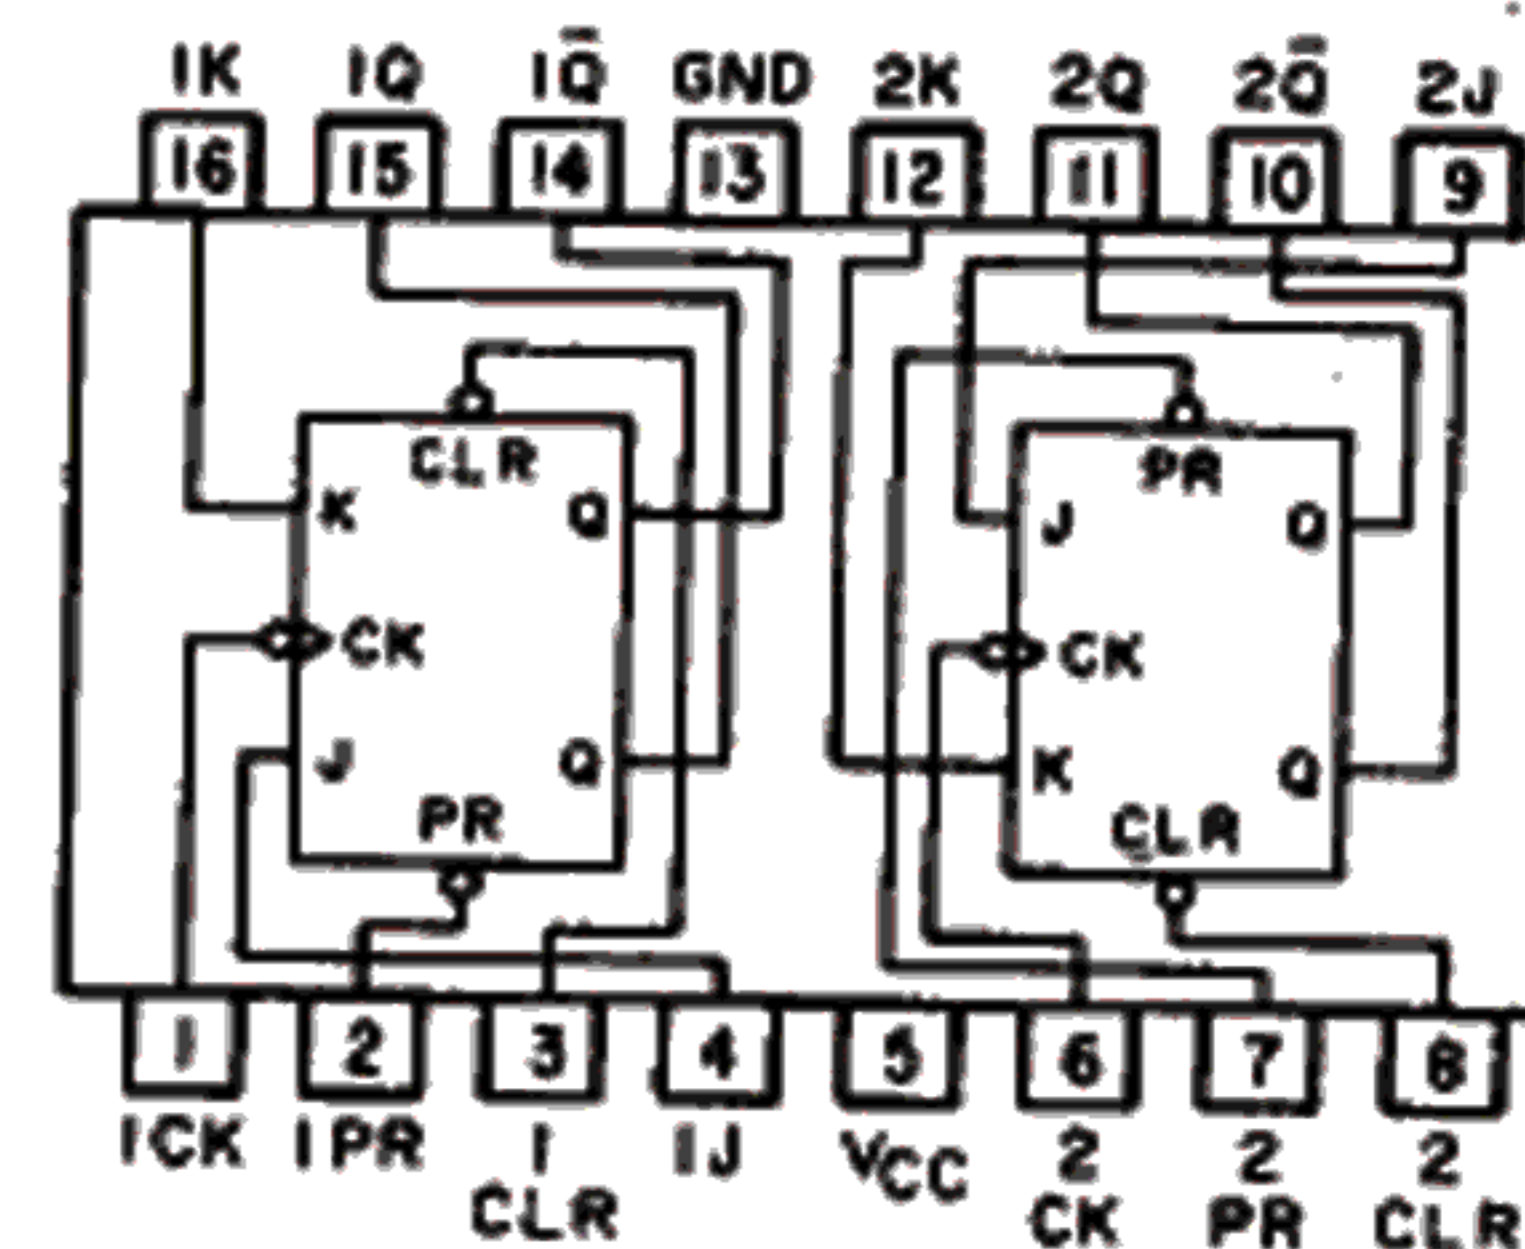 1K 1Q 1Q̅ GND 2K 2Q 2Q̅ 2J
16 15 14 13 12 11 10 9
CLR PR
K Q J Q
CK CK
J Q K Q
PR CLR
1 2 3 4 5 6 7 8
1CK 1PR 1 1J VCC 2 2 2
CLR CK PR CLR